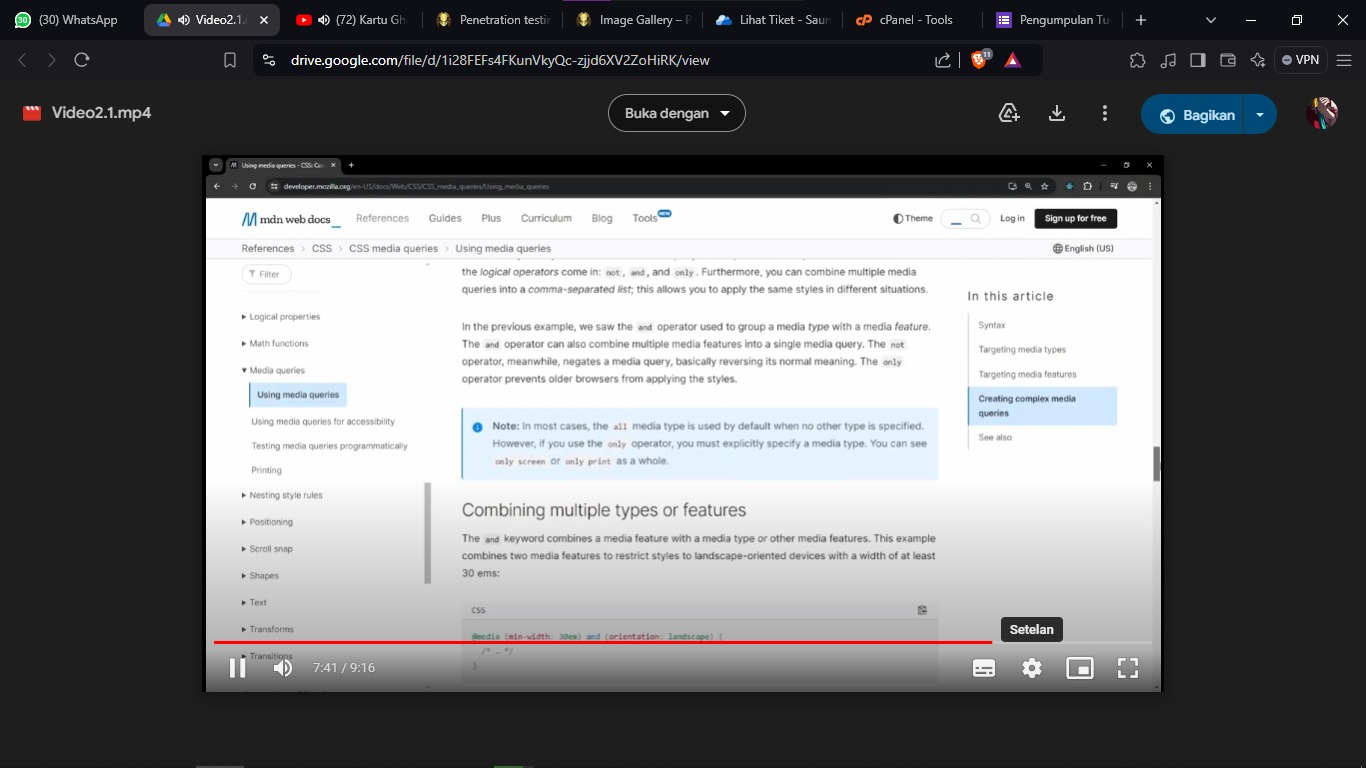 (30) WhatsApp
Video2.1.
(72) Kartu Gh
Penetration testin
Image Gallery – P
Lihat Tiket - Saun
cPanel - Tools
Pengumpulan Tu
drive.google.com/file/d/1i28FEFs4FKunVkyQc-zjjd6XV2ZoHiRK/view
11
VPN
Video2.1.mp4
Buka dengan
Bagikan
Using media queries - CSS: Ca
developer.mozilla.org/en-US/docs/Web/CSS/CSS_media_queries/Using_media_queries
mdn web docs_
References
Guides
Plus
Curriculum
Blog
Tools NEW
Theme
Log in
Sign up for free
References > CSS > CSS media queries > Using media queries
English (US)
Filter
Logical properties
Math functions
Media queries
Using media queries
Using media queries for accessibility
Testing media queries programmatically
Printing
Nesting style rules
Positioning
Scroll snap
Shapes
Text
Transforms
Transitions
the logical operators come in: not, and, and only. Furthermore, you can combine multiple media
queries into a comma-separated list; this allows you to apply the same styles in different situations.
In the previous example, we saw the and operator used to group a media type with a media feature.
The and operator can also combine multiple media features into a single media query. The not
operator, meanwhile, negates a media query, basically reversing its normal meaning. The only
operator prevents older browsers from applying the styles.
Note: In most cases, the all media type is used by default when no other type is specified.
However, if you use the only operator, you must explicitly specify a media type. You can see
only screen or only print as a whole.
Combining multiple types or features
The and keyword combines a media feature with a media type or other media features. This example
combines two media features to restrict styles to landscape-oriented devices with a width of at least
30 ems:
CSS
@media (min-width: 30em) and (orientation: landscape) {
/* … */
}
In this article
Syntax
Targeting media types
Targeting media features
Creating complex media
queries
See also
Setelan
7:41 / 9:16